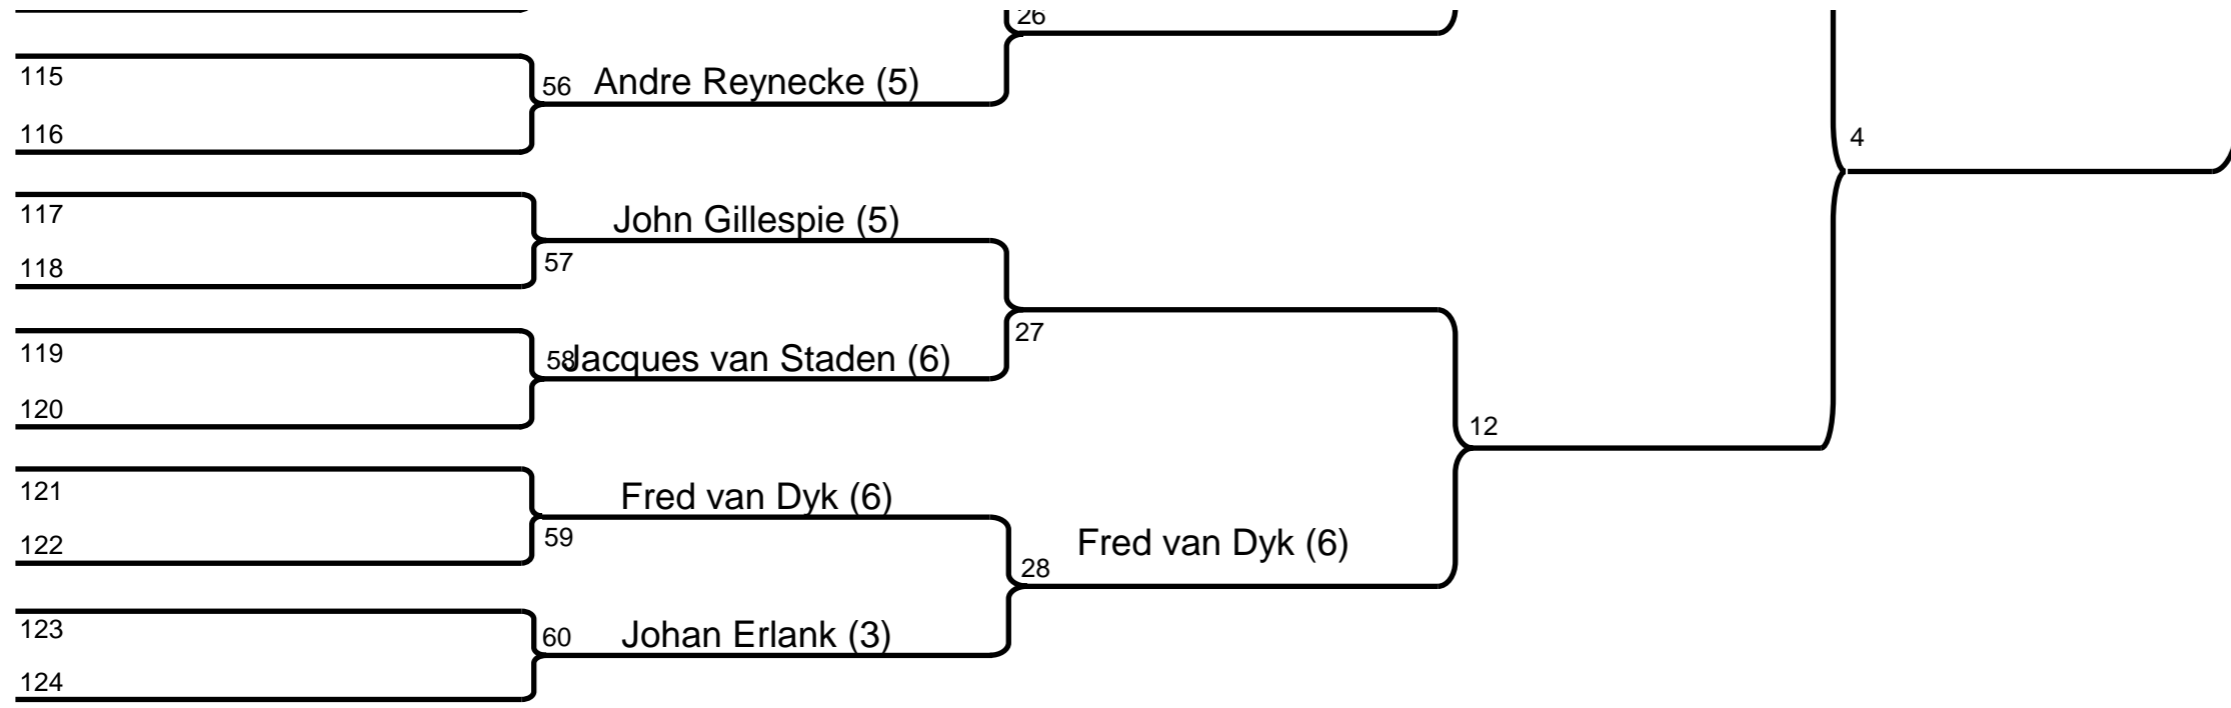 26
115
56 Andre Reynecke (5)
116
4
117
John Gillespie (5)
118
57
119
58 Jacques van Staden (6)
27
120
12
121
Fred van Dyk (6)
122
59
Fred van Dyk (6)
28
123
60 Johan Erlank (3)
124